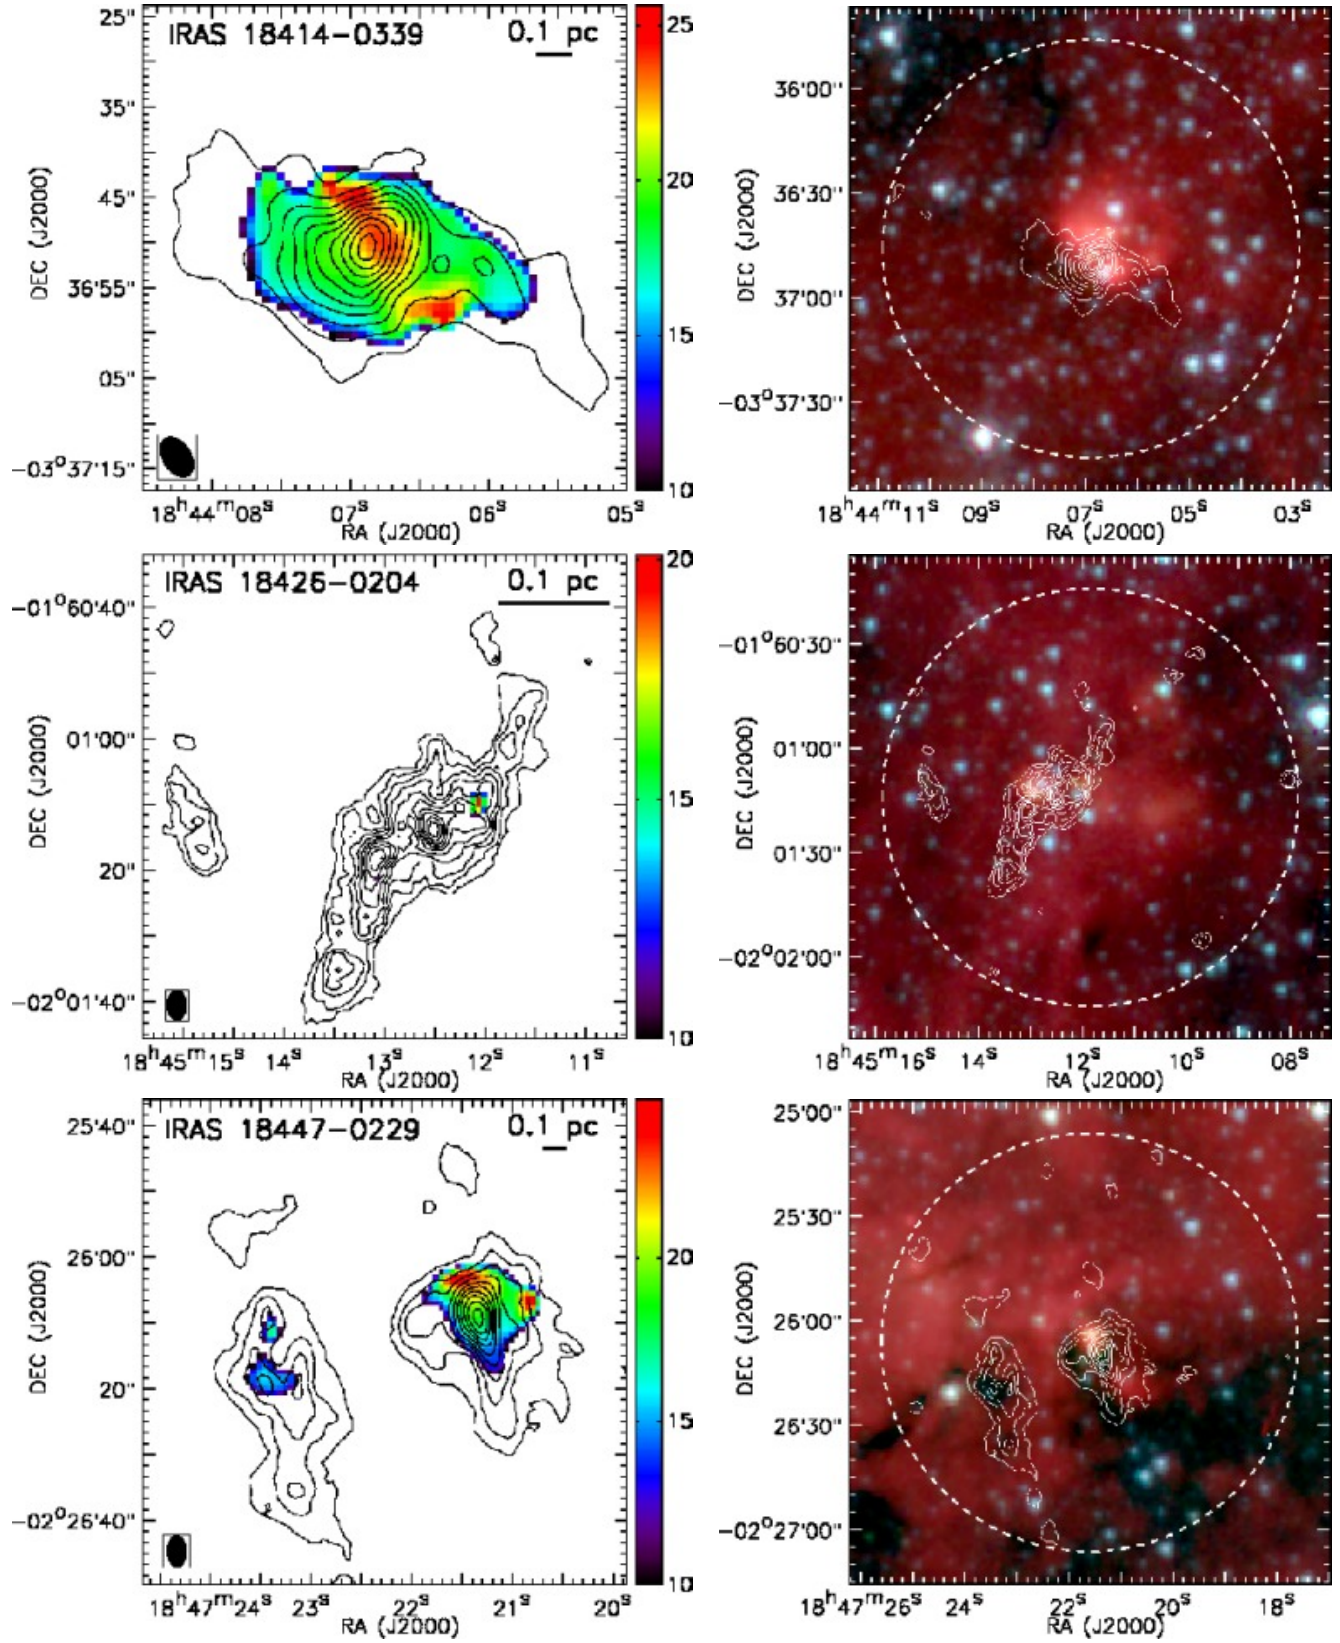 IRAS 18414-0339 0.1 pc
25"
35"
45"
36'55"
05"
-03°37'15"
DEC (J2000)
18ʰ44ᵐ08ˢ 07ˢ 06ˢ 05ˢ
RA (J2000)
25
20
15
10
36'00"
36'30"
37'00"
-03°37'30"
DEC (J2000)
18ʰ44ᵐ11ˢ 09ˢ 07ˢ 05ˢ 03ˢ
RA (J2000)
IRAS 18426-0204 0.1 pc
-01°60'40"
01'00"
20"
-02°01'40"
DEC (J2000)
18ʰ45ᵐ15ˢ 14ˢ 13ˢ 12ˢ 11ˢ
RA (J2000)
20
15
10
-01°60'30"
01'00"
01'30"
-02°02'00"
DEC (J2000)
18ʰ45ᵐ16ˢ 14ˢ 12ˢ 10ˢ 08ˢ
RA (J2000)
IRAS 18447-0229 0.1 pc
25'40"
26'00"
20"
-02°26'40"
DEC (J2000)
18ʰ47ᵐ24ˢ 23ˢ 22ˢ 21ˢ 20ˢ
RA (J2000)
20
15
10
25'00"
25'30"
26'00"
26'30"
-02°27'00"
DEC (J2000)
18ʰ47ᵐ26ˢ 24ˢ 22ˢ 20ˢ 18ˢ
RA (J2000)